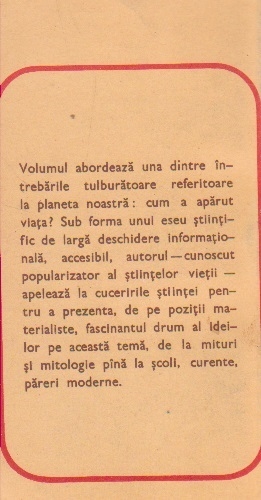 Volumul abordează una dintre în-
trebările tulburătoare referitoare
la planeta noastră: cum a apărut
viața? Sub forma unui eseu științi-
fic de largă deschidere informațio-
nală, accesibil, autorul — cunoscut
popularizator al științelor vieții —
apelează la cuceririle științei pen-
tru a prezenta, de pe poziții ma-
terialiste, fascinantul drum al idei-
lor pe această temă, de la mituri
și mitologie pînă la școli, curente,
păreri moderne.